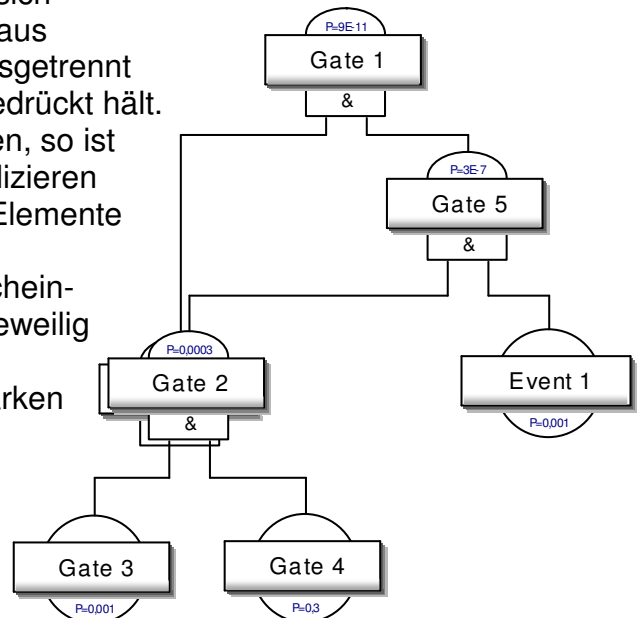 sich
aus
sgetrennt
edrückt hält.
en, so ist
lizieren
Elemente
chein-
eweilig
arken
P=9E-11
Gate 1
&
P=3E-7
Gate 5
&
P=0,0003
Gate 2
&
Event 1
P=0,001
Gate 3
P=0,001
Gate 4
P=0,3